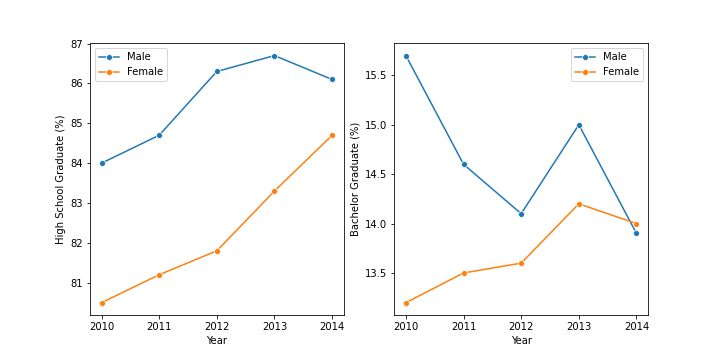 87
86
85
84
83
82
81
High School Graduate (%)
Male
Female
2010 2011 2012 2013 2014
Year
15.5
15.0
14.5
14.0
13.5
Bachelor Graduate (%)
Male
Female
2010 2011 2012 2013 2014
Year